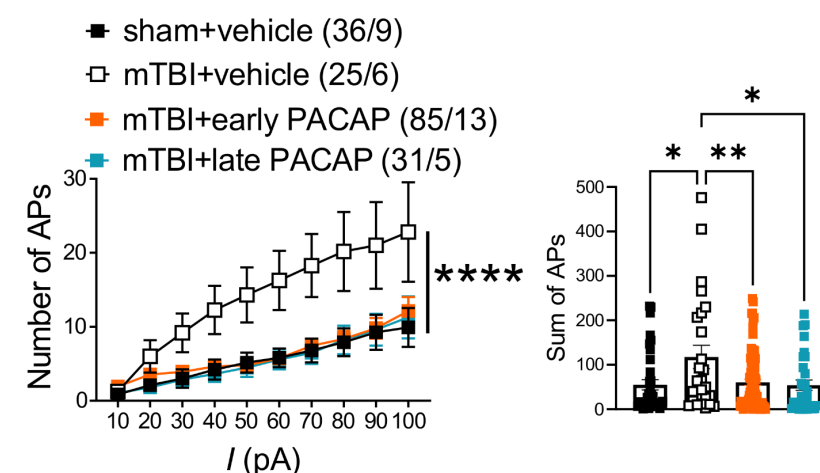 sham+vehicle (36/9)
mTBI+vehicle (25/6)
mTBI+early PACAP (85/13)
mTBI+late PACAP (31/5)
Number of APs
30
20
10
0
10 20 30 40 50 60 70 80 90 100
I (pA)
****
Sum of APs
500
400
300
200
100
0
*
* **